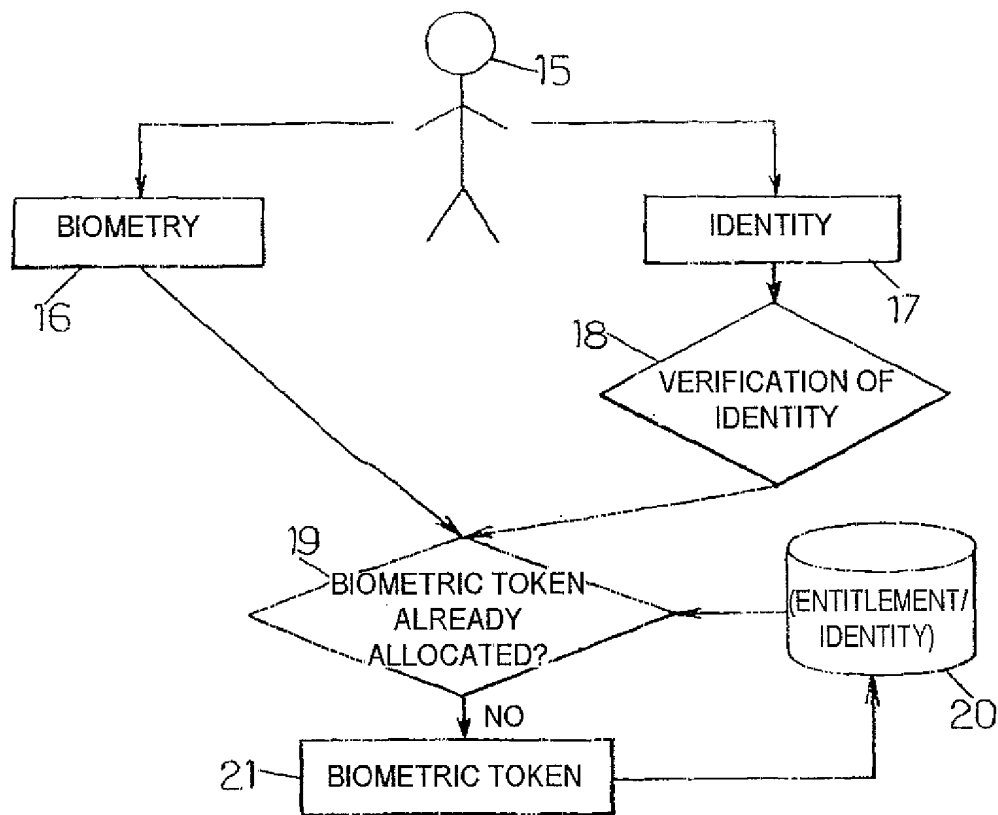 15
BIOMETRY
IDENTITY
16
17
18
VERIFICATION OF
IDENTITY
19
BIOMETRIC TOKEN
ALREADY
ALLOCATED?
(ENTITLEMENT/
IDENTITY)
20
NO
21
BIOMETRIC TOKEN